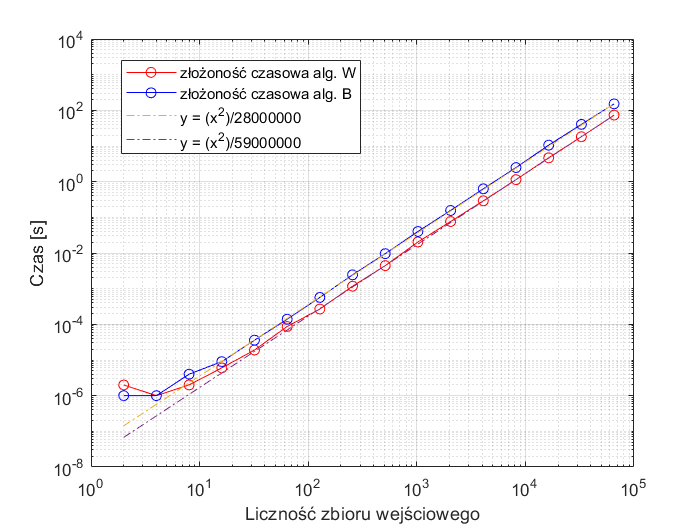 10^4
10^2
10^0
10^-2
10^-4
10^-6
10^-8
Czas [s]
złożoność czasowa alg. W
złożoność czasowa alg. B
y = (x^2)/28000000
y = (x^2)/59000000
10^0 10^1 10^2 10^3 10^4 10^5
Liczność zbioru wejściowego